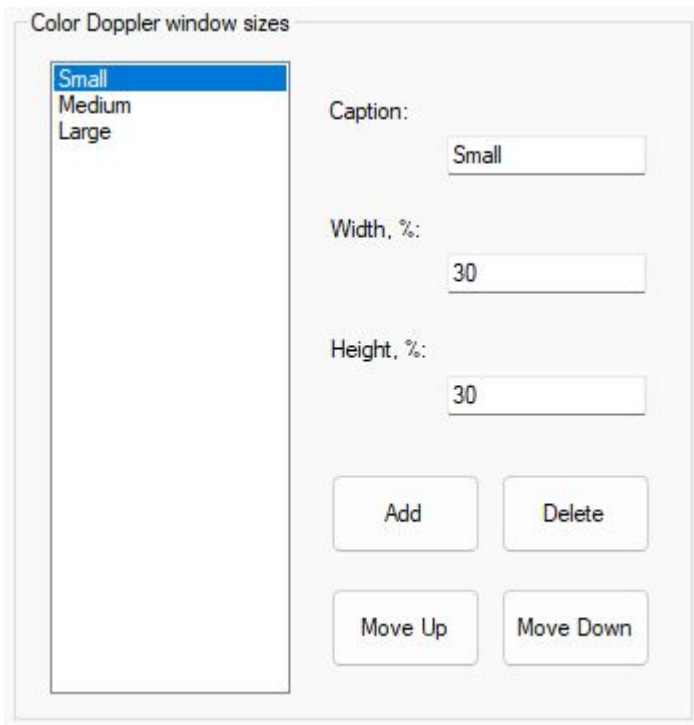 Color Doppler window sizes
Small
Medium
Large
Caption:
Small
Width, %:
30
Height, %:
30
Add Delete
Move Up Move Down